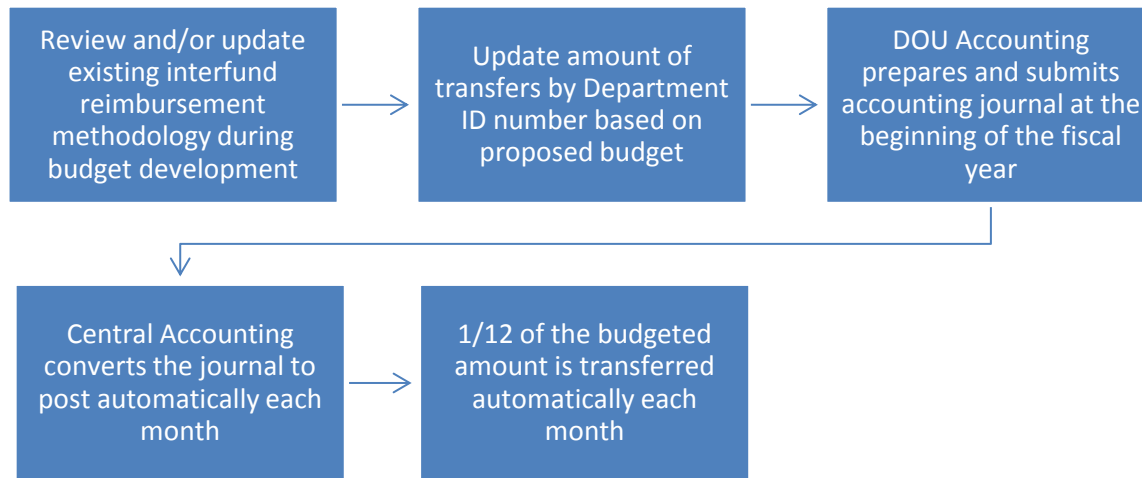 Review and/or update
existing interfund
reimbursement
methodology during
budget development
Update amount of
transfers by Department
ID number based on
proposed budget
DOU Accounting
prepares and submits
accounting journal at the
beginning of the fiscal
year
Central Accounting
converts the journal to
post automatically each
month
1/12 of the budgeted
amount is transferred
automatically each
month